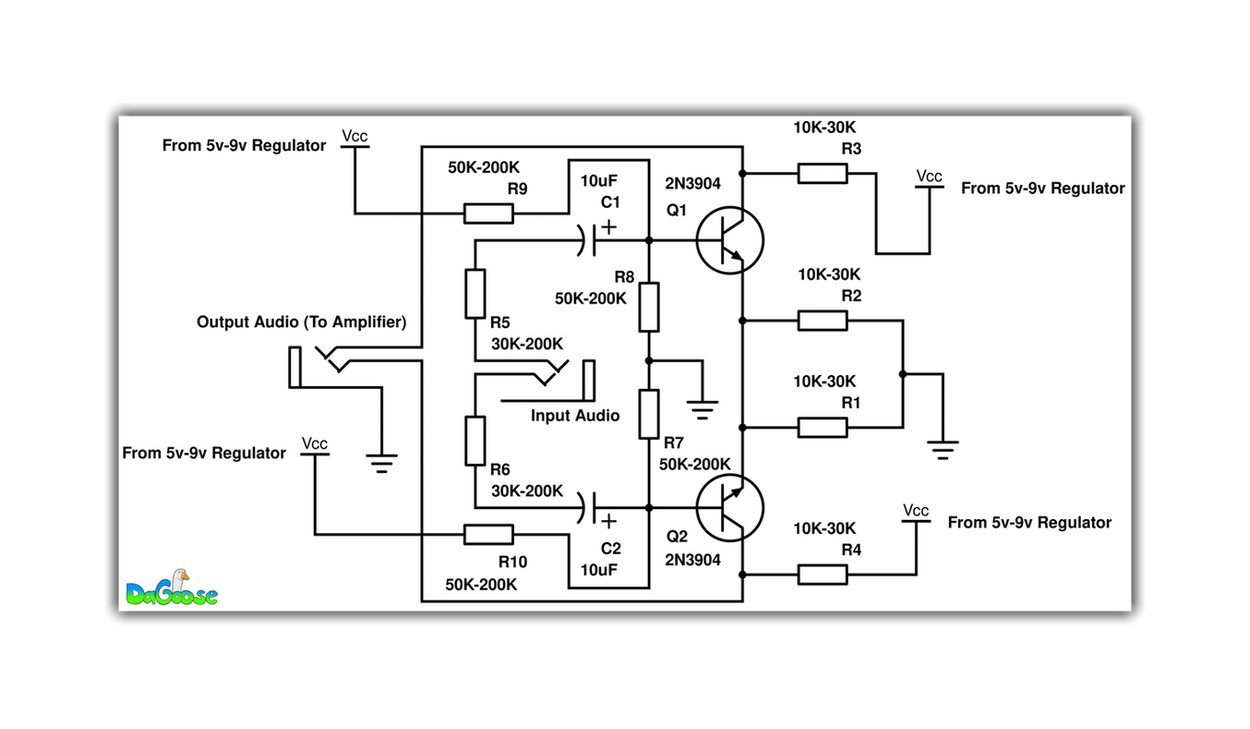 From 5v-9v Regulator
Vcc
50K-200K
R9
10uF
C1
+
2N3904
Q1
10K-30K
R3
Vcc
From 5v-9v Regulator
R8
50K-200K
10K-30K
R2
Output Audio (To Amplifier)
R5
30K-200K
Input Audio
10K-30K
R1
From 5v-9v Regulator
Vcc
R6
30K-200K
R7
50K-200K
+
C2
10uF
R10
50K-200K
Q2
2N3904
10K-30K
R4
Vcc
From 5v-9v Regulator
DaGoose